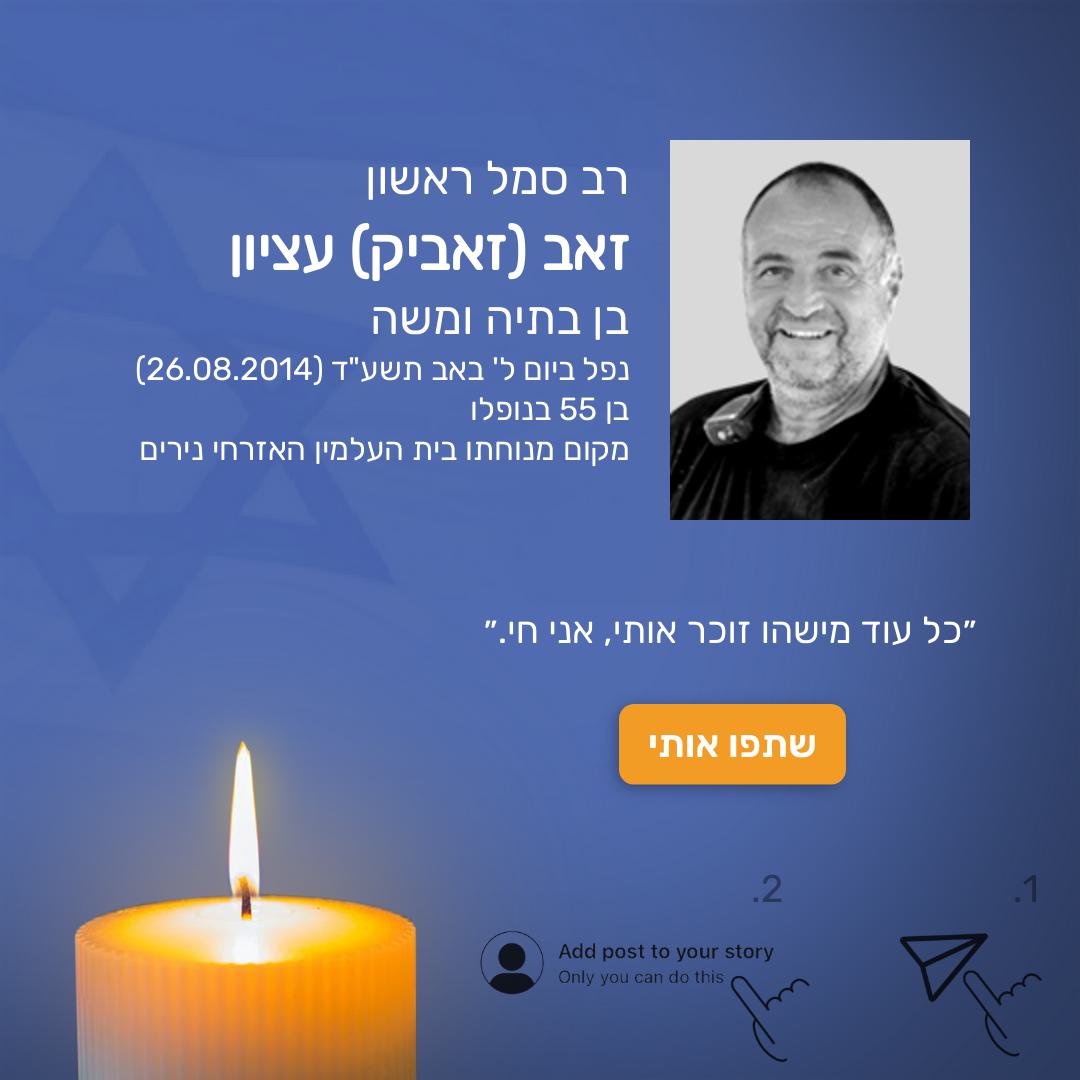 רב סמל ראשון
זאב (זאביק) עציון
בן בתיה ומשה
נפל ביום ל' באב תשע"ד (26.08.2014)
בן 55 בנופלו
מקום מנוחתו בית העלמין האזרחי נירים
״כל עוד מישהו זוכר אותי, אני חי.״
שתפו אותי
1.
2.
Add post to your story
Only you can do this